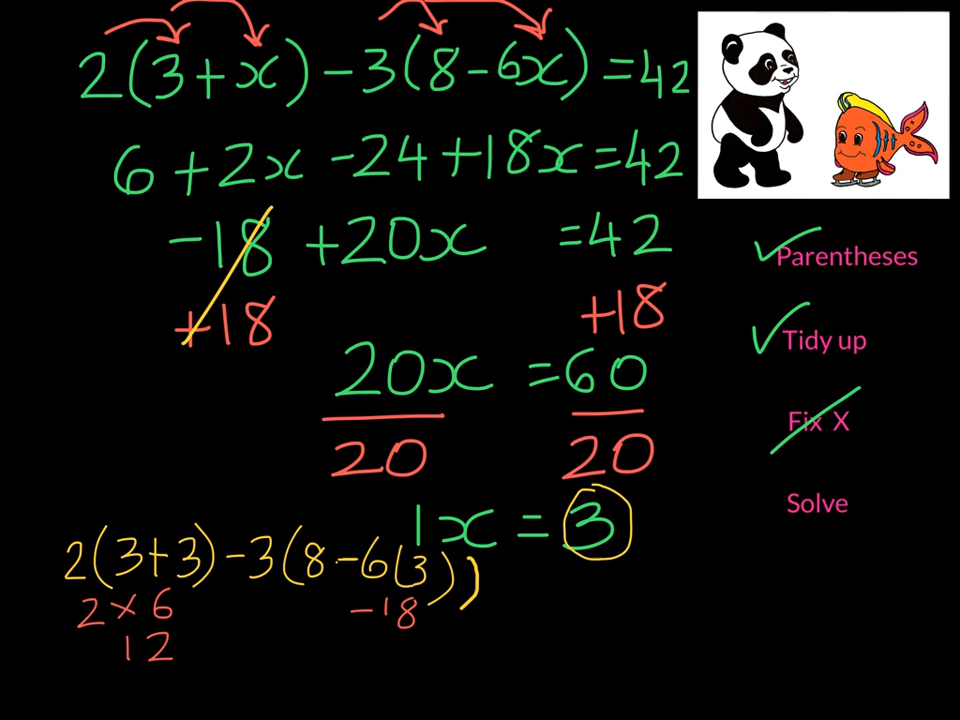 2(3+x)-3(8-6x)=42
6+2x-24+18x=42
-18+20x=42
+18 +18
20x=60
20 20
1x=3
2(3+3)-3(8-6(3))
2×6 -18
12
Parentheses
Tidy up
Fix X
Solve